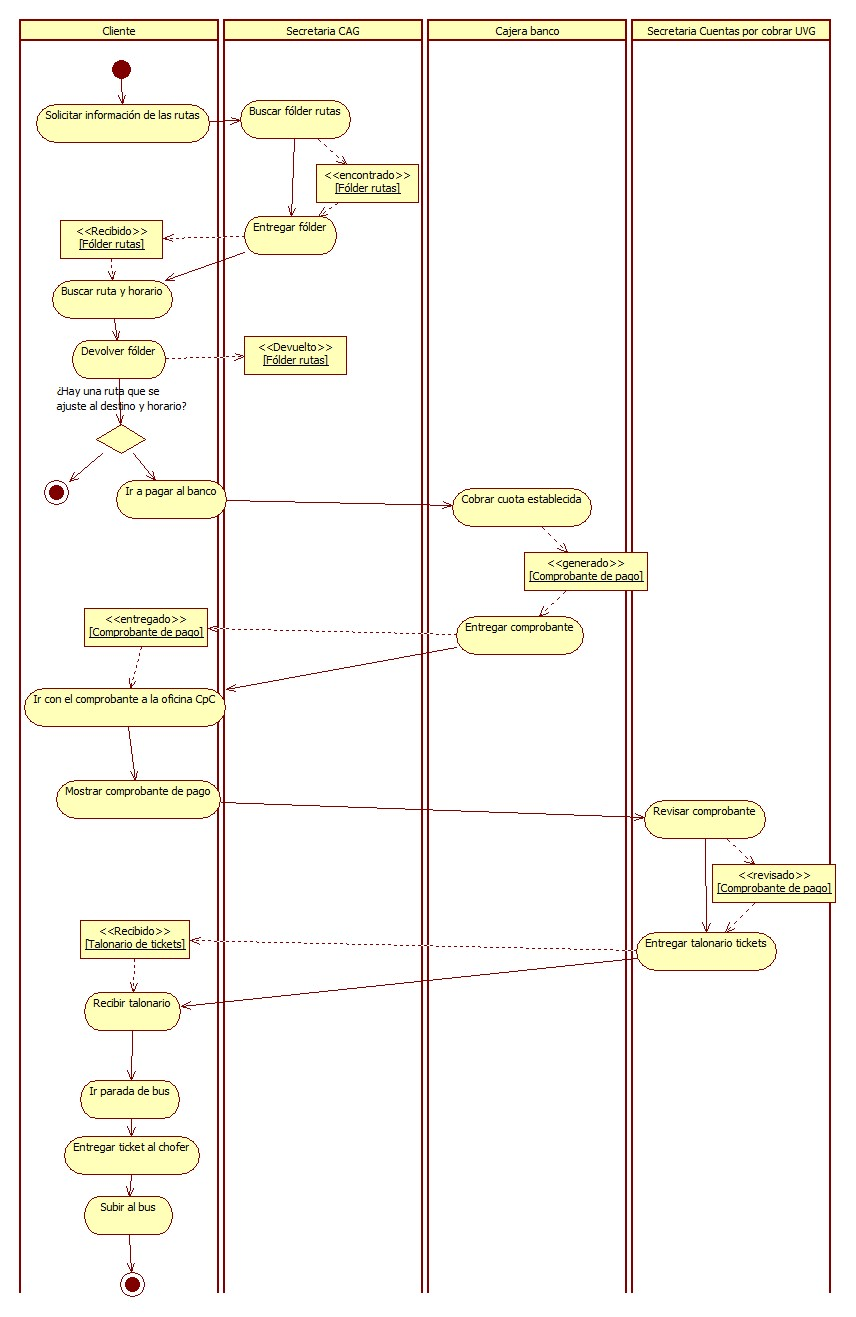 Cliente
Secretaria CAG
Cajera banco
Secretaria Cuentas por cobrar UVG
Solicitar información de las rutas
Buscar fólder rutas
<<encontrado>>
[Fólder rutas]
Entregar fólder
<<Recibido>>
[Fólder rutas]
Buscar ruta y horario
Devolver fólder
<<Devuelto>>
[Fólder rutas]
¿Hay una ruta que se
ajuste al destino y horario?
Ir a pagar al banco
Cobrar cuota establecida
<<generado>>
[Comprobante de pago]
Entregar comprobante
<<entregado>>
[Comprobante de pago]
Ir con el comprobante a la oficina CpC
Mostrar comprobante de pago
Revisar comprobante
<<revisado>>
[Comprobante de pago]
Entregar talonario tickets
<<Recibido>>
[Talonario de tickets]
Recibir talonario
Ir parada de bus
Entregar ticket al chofer
Subir al bus